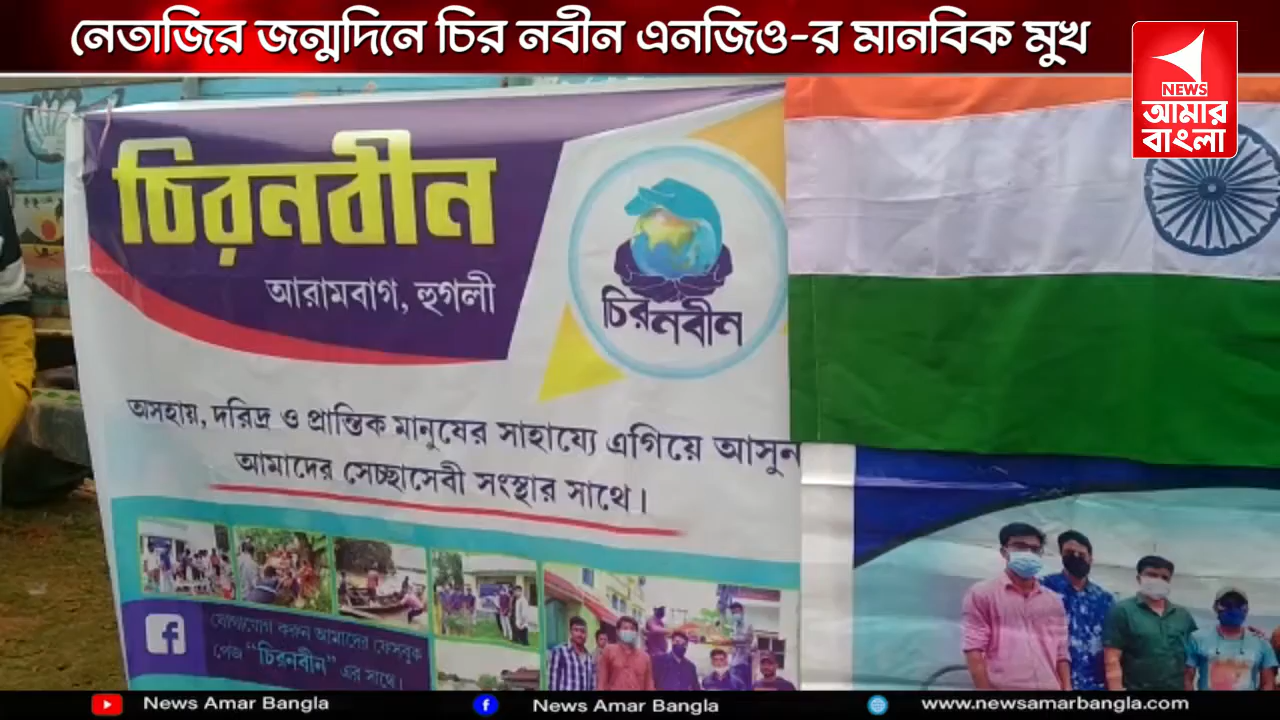 নেতাজির জন্মদিনে চির নবীন এনজিও-র মানবিক মুখ
NEWS
আমার
বাংলা
চিরনবীন
আরামবাগ, হুগলী
চিরনবীন
অসহায়, দরিদ্র ও প্রান্তিক মানুষের সাহায্যে এগিয়ে আসুন
আমাদের সেচ্ছাসেবী সংস্থার সাথে।
যোগাযোগ করুন আমাদের ফেসবুক
পেজ "চিরনবীন" এর সাথে।
News Amar Bangla
News Amar Bangla
www.newsamarbangla.com